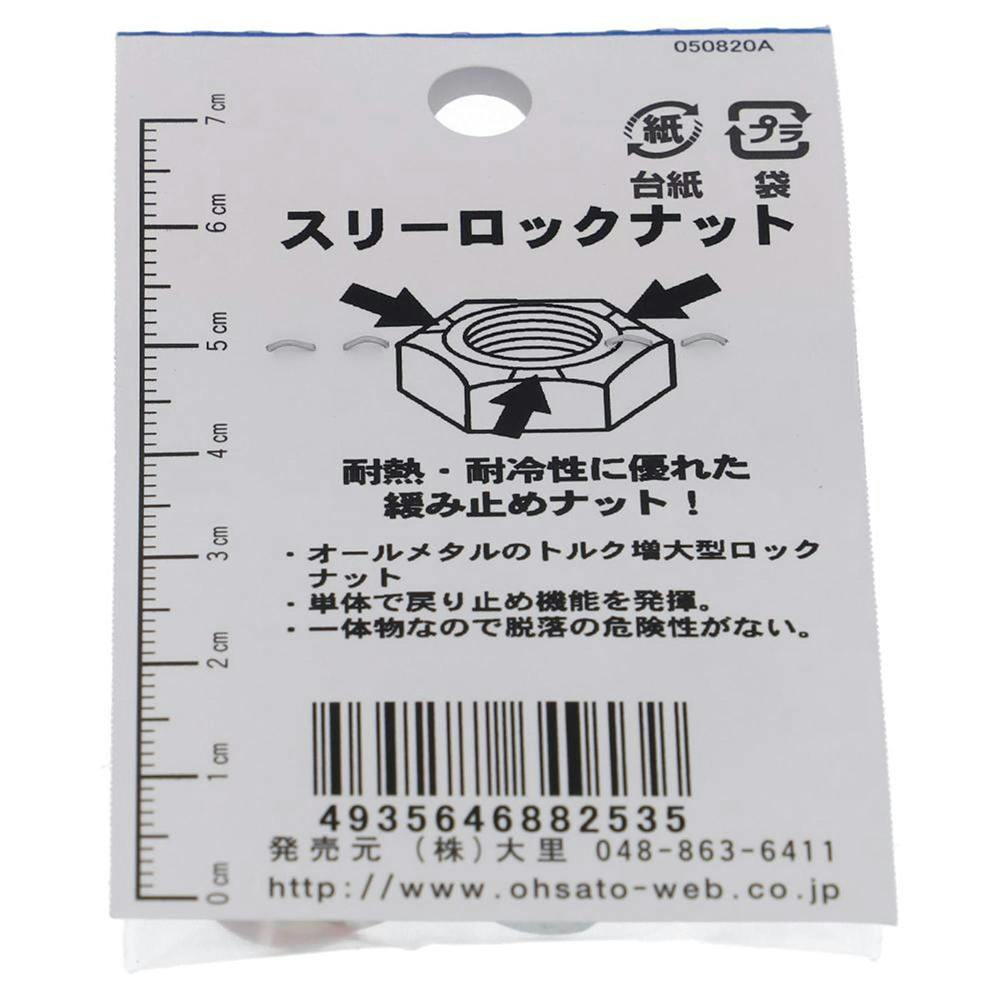 050820A
紙
プラ
台紙 袋
スリーロックナット
7cm
6cm
5cm
4cm
3cm
2cm
1cm
0cm
耐熱・耐冷性に優れた
緩み止めナット！
・オールメタルのトルク増大型ロック
ナット
・単体で戻り止め機能を発揮。
・一体物なので脱落の危険性がない。
4935646882535
発売元 (株)大里 048-863-6411
http://www.ohsato-web.co.jp